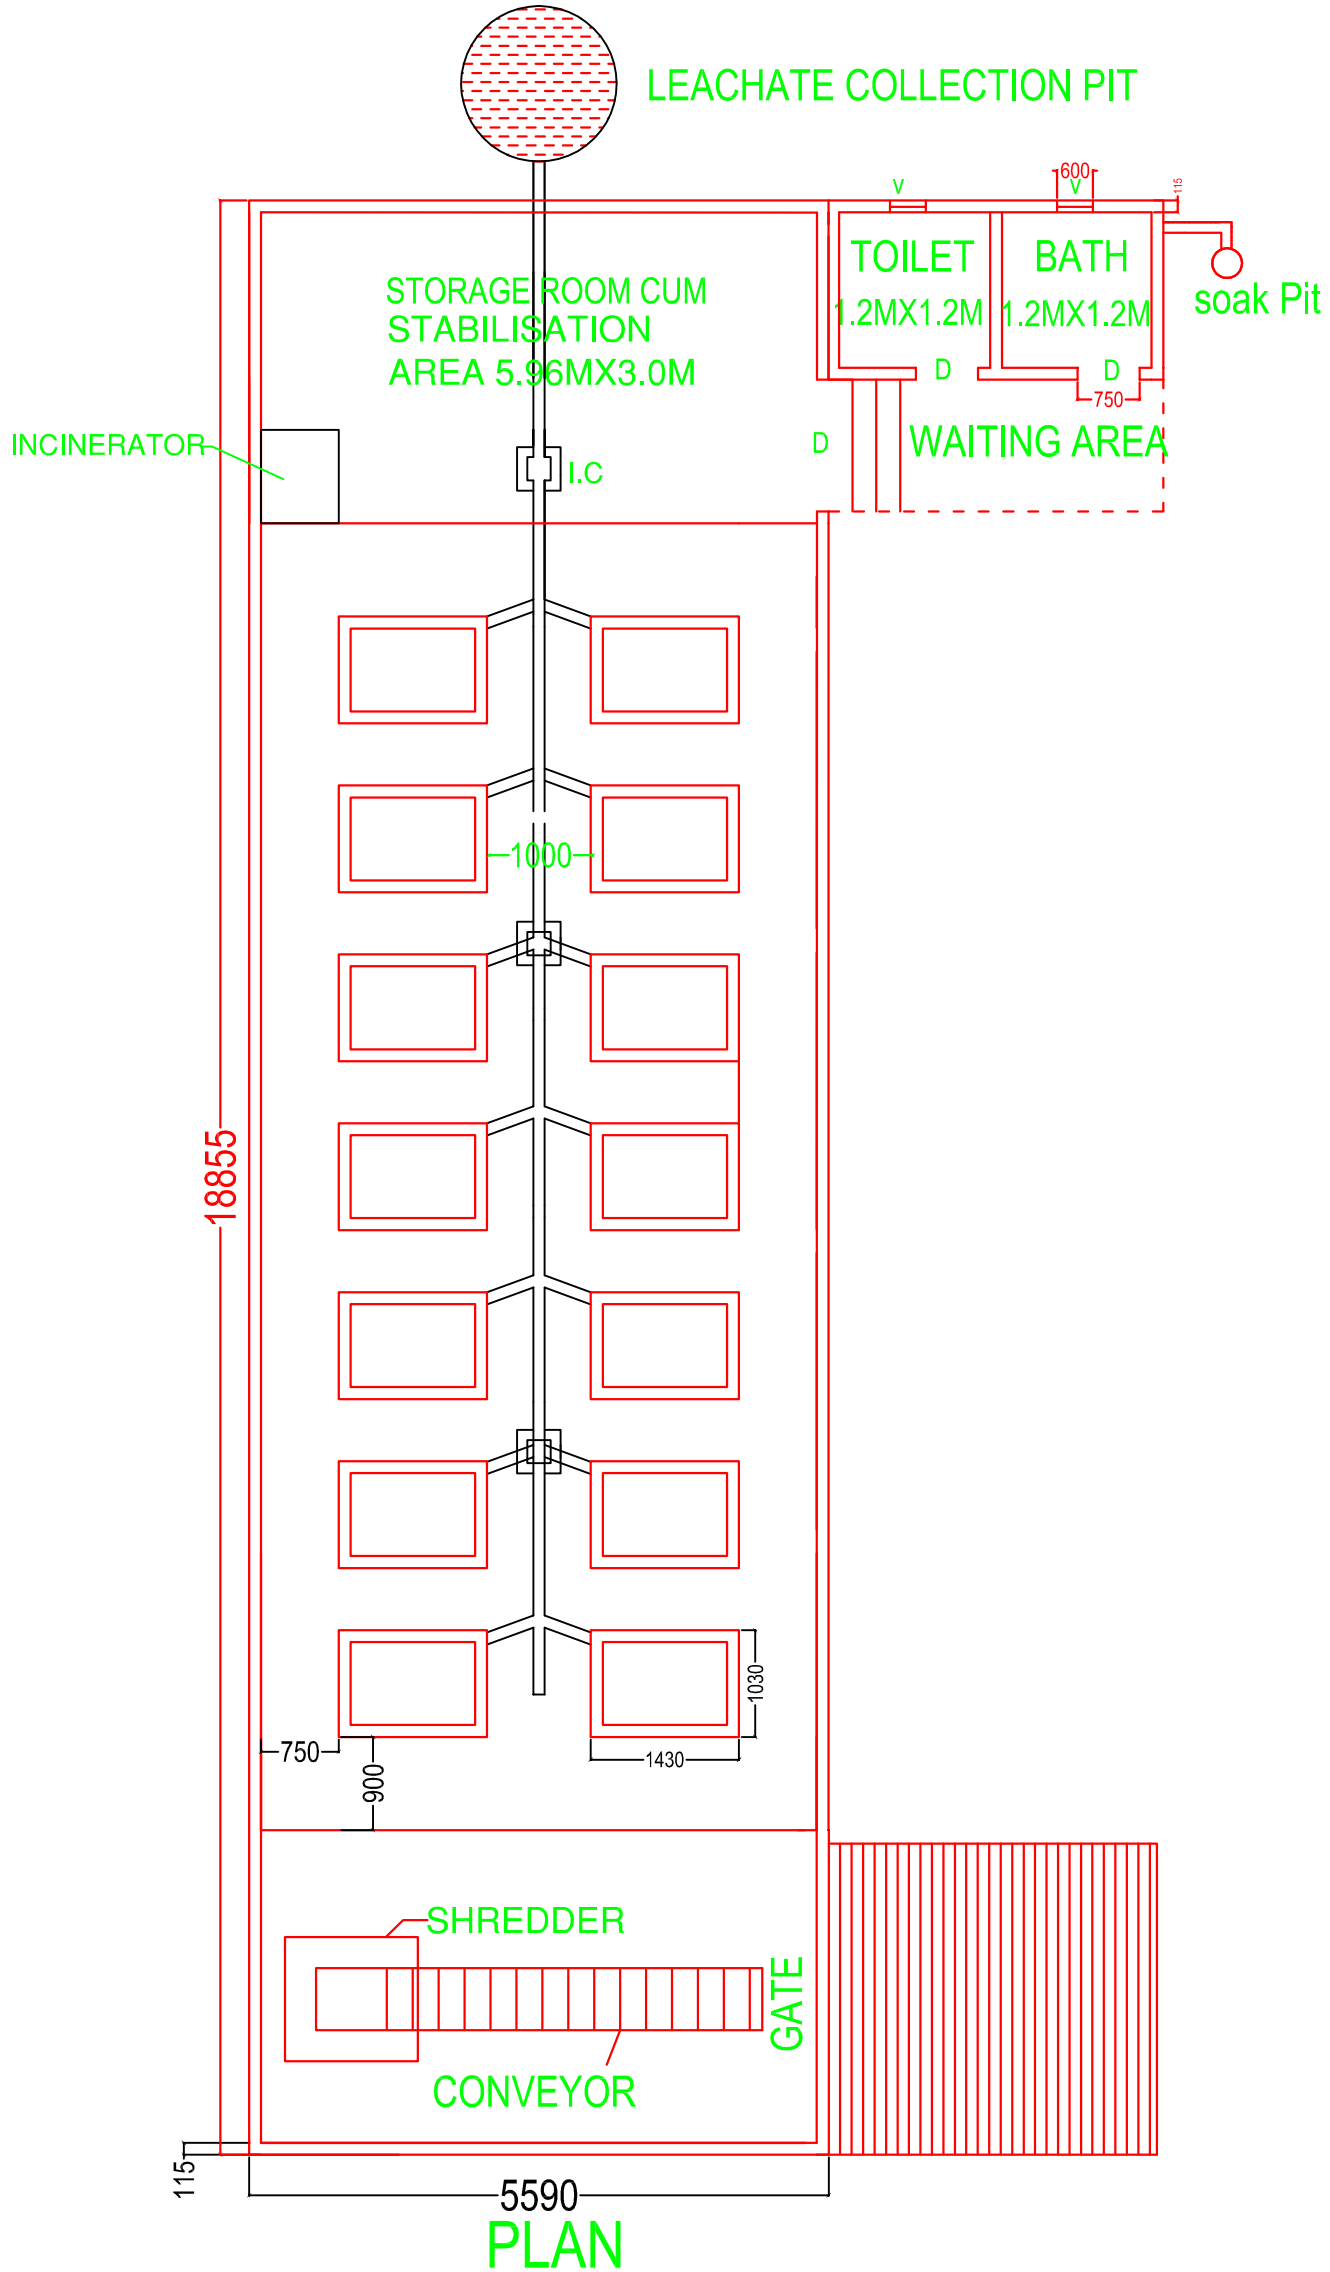 LEACHATE COLLECTION PIT
600
V
V
115
TOILET
BATH
1.2MX1.2M
1.2MX1.2M
soak Pit
STORAGE ROOM CUM
STABILISATION
AREA 5.96MX3.0M
D
D
750
INCINERATOR
I.C
D
WAITING AREA
1000
18855
1030
750
1430
900
SHREDDER
GATE
CONVEYOR
115
5590
PLAN